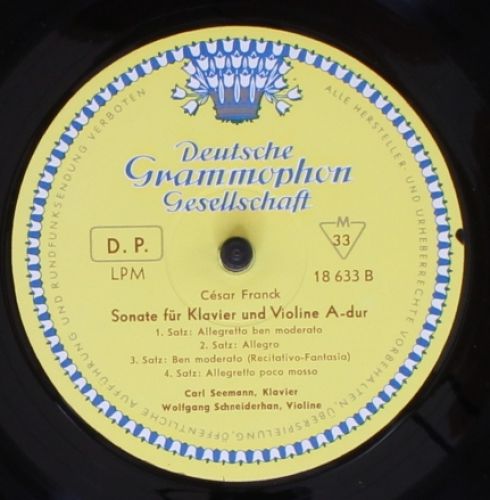 Deutsche
Grammophon
Gesellschaft
D. P.
LPM
M
33
18 633 B
César Franck
Sonate für Klavier und Violine A-dur
1. Satz: Allegretto ben moderato
2. Satz: Allegro
3. Satz: Ben moderato (Recitativo-Fantasia)
4. Satz: Allegretto poco mosso
Carl Seemann, Klavier
Wolfgang Schneiderhan, Violine
ALLE HERSTELLER- UND URHEBERRECHTE VORBEHALTEN, ÜBERSPIELUNG, ÖFFENTLICHE AUFFÜHRUNG UND RUNDFUNKSENDUNG VERBOTEN